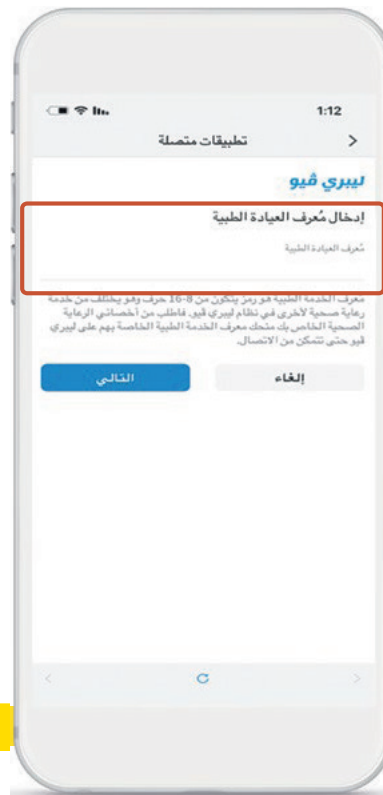 1:12
تطبيقات متصلة
ليبري ڤيو
إدخال مُعرف العيادة الطبية
مُعرف العيادة الطبية
معرف الخدمة الطبية هو رمز يتكون من 8-16 حرف وهو يختلف من خدمة
رعاية صحية لأخرى في نظام ليبري ڤيو. فاطلب من أخصائي الرعاية
الصحية الخاص بك منحك معرف الخدمة الطبية الخاصة بهم على ليبري
ڤيو حتى تتمكن من الاتصال.
إلغاء
التالي